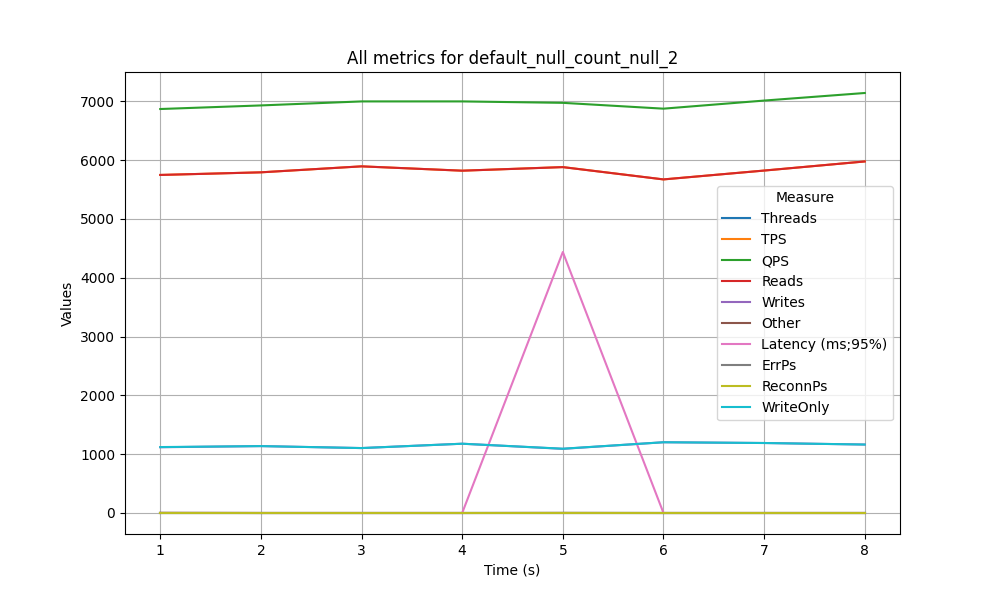 All metrics for default_null_count_null_2
Values
7000
6000
5000
4000
3000
2000
1000
0
Measure
Threads
TPS
QPS
Reads
Writes
Other
Latency (ms;95%)
ErrPs
ReconnPs
WriteOnly
1 2 3 4 5 6 7 8
Time (s)